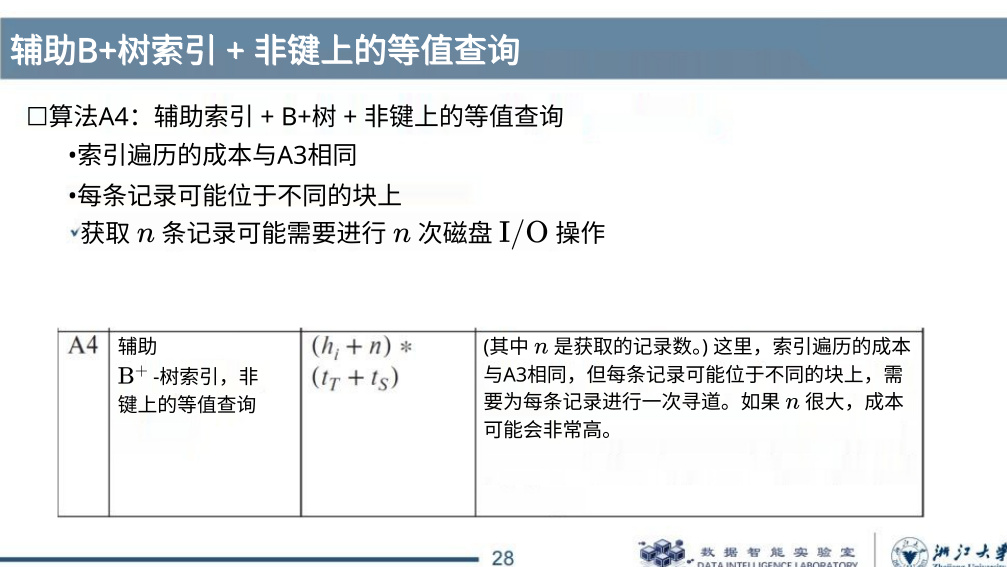 辅助B+树索引 + 非键上的等值查询
□算法A4：辅助索引 + B+树 + 非键上的等值查询
•索引遍历的成本与A3相同
•每条记录可能位于不同的块上
✓获取 n 条记录可能需要进行 n 次磁盘 I/O 操作
A4
辅助
B⁺ -树索引，非
键上的等值查询
(hᵢ + n) *
(t_T + t_S)
(其中 n 是获取的记录数。) 这里，索引遍历的成本
与A3相同，但每条记录可能位于不同的块上，需
要为每条记录进行一次寻道。如果 n 很大，成本
可能会非常高。
28
数据智能实验室
DATA INTELLIGENCE LABORATORY
浙江大学
Zhejiang University